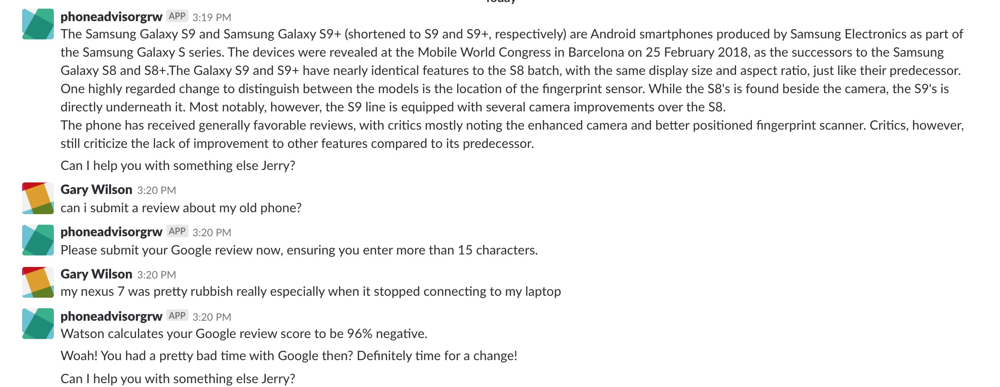 Today
phoneadvisorgrw APP 3:19 PM
The Samsung Galaxy S9 and Samsung Galaxy S9+ (shortened to S9 and S9+, respectively) are Android smartphones produced by Samsung Electronics as part of
the Samsung Galaxy S series. The devices were revealed at the Mobile World Congress in Barcelona on 25 February 2018, as the successors to the Samsung
Galaxy S8 and S8+.The Galaxy S9 and S9+ have nearly identical features to the S8 batch, with the same display size and aspect ratio, just like their predecessor.
One highly regarded change to distinguish between the models is the location of the fingerprint sensor. While the S8's is found beside the camera, the S9's is
directly underneath it. Most notably, however, the S9 line is equipped with several camera improvements over the S8.
The phone has received generally favorable reviews, with critics mostly noting the enhanced camera and better positioned fingerprint scanner. Critics, however,
still criticize the lack of improvement to other features compared to its predecessor.
Can I help you with something else Jerry?
Gary Wilson 3:20 PM
can i submit a review about my old phone?
phoneadvisorgrw APP 3:20 PM
Please submit your Google review now, ensuring you enter more than 15 characters.
Gary Wilson 3:20 PM
my nexus 7 was pretty rubbish really especially when it stopped connecting to my laptop
phoneadvisorgrw APP 3:20 PM
Watson calculates your Google review score to be 96% negative.
Woah! You had a pretty bad time with Google then? Definitely time for a change!
Can I help you with something else Jerry?